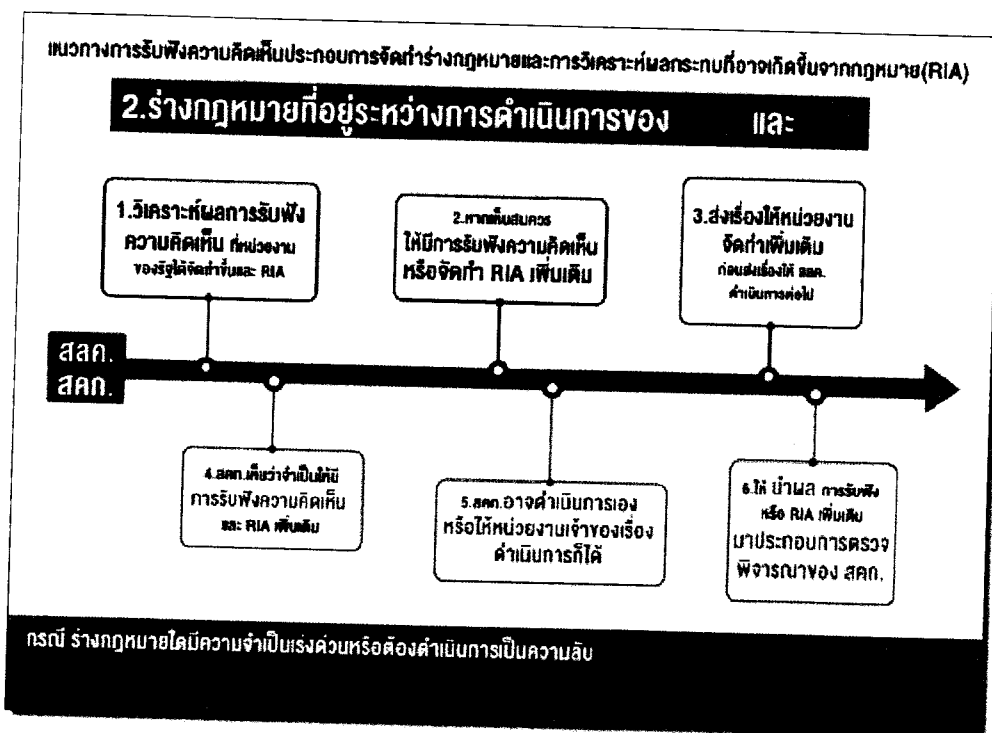 แนวทางการรับฟังความคิดเห็นประกอบการจัดทำร่างกฎหมายและการวิเคราะห์ผลกระทบที่อาจเกิดขึ้นจากกฎหมาย(RIA)
2.ร่างกฎหมายที่อยู่ระหว่างการดำเนินการของ และ
1.วิเคราะห์ผลการรับฟัง
ความคิดเห็น ที่หน่วยงาน
ของรัฐได้จัดทำขึ้นและ RIA
2.หากเห็นสมควร
ให้มีการรับฟังความคิดเห็น
หรือจัดทำ RIA เพิ่มเติม
3.ส่งเรื่องให้หน่วยงาน
จัดทำเพิ่มเติม
ก่อนส่งเรื่องให้ สลค.
ดำเนินการต่อไป
สลค.
สคก.
4.สคก.เห็นว่าจำเป็นให้มี
การรับฟังความคิดเห็น
และ RIA เพิ่มเติม
5.สคก.อาจดำเนินการเอง
หรือให้หน่วยงานเจ้าของเรื่อง
ดำเนินการก็ได้
6.ให้ นำผล การรับฟัง
หรือ RIA เพิ่มเติม
มาประกอบการตรวจ
พิจารณาของ สคก.
กรณี ร่างกฎหมายใดมีความจำเป็นเร่งด่วนหรือต้องดำเนินการเป็นความลับ